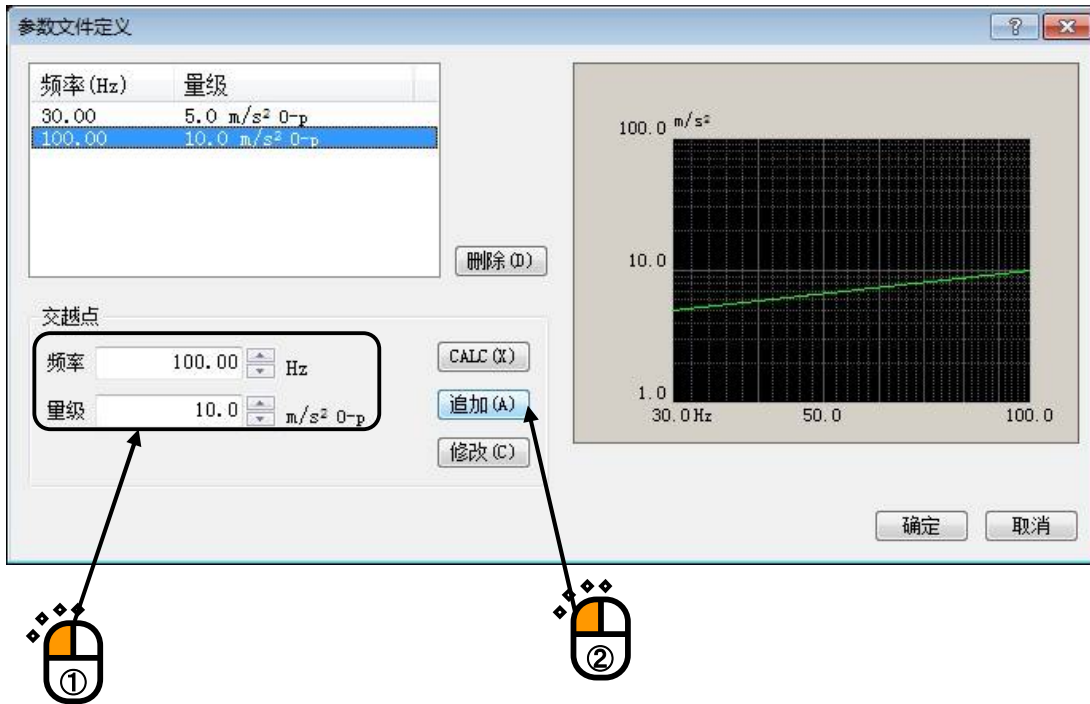 参数文件定义
频率(Hz) 量级
30.00 5.0 m/s² 0-p
100.00 10.0 m/s² 0-p
删除(D)
交越点
频率 100.00 Hz
量级 10.0 m/s² 0-p
CALC(X)
追加(A)
修改(C)
100.0 m/s²
10.0
1.0
30.0Hz 50.0 100.0
确定 取消
① ②